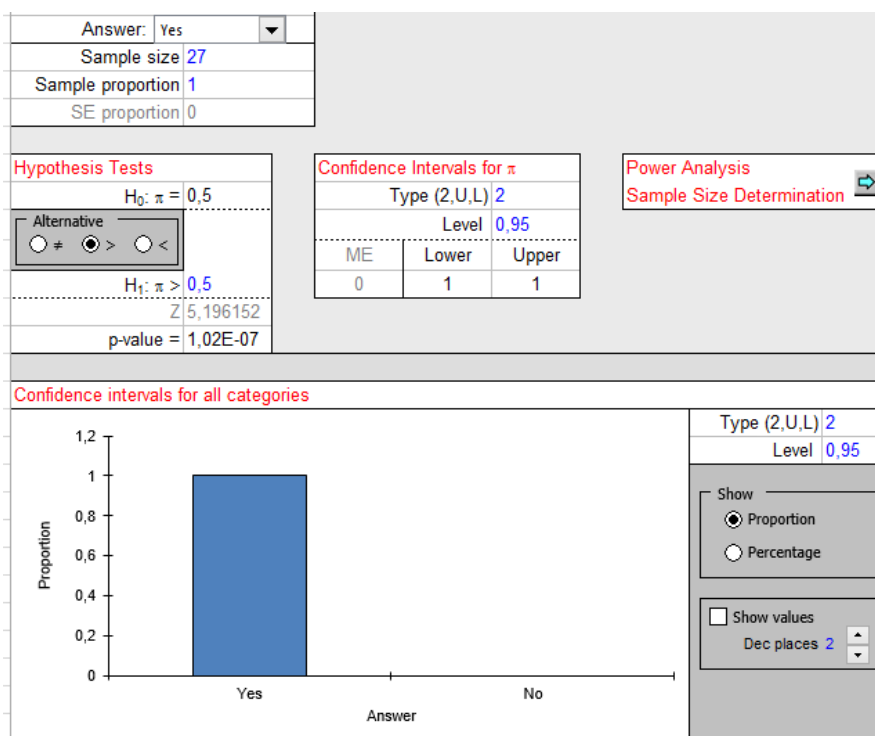 Answer: Yes
Sample size 27
Sample proportion 1
SE proportion 0
Hypothesis Tests
H₀: π = 0,5
Alternative
≠ > <
H₁: π > 0,5
Z 5,196152
p-value = 1,02E-07
Confidence Intervals for π
Type (2,U,L) 2
Level 0,95
ME Lower Upper
0 1 1
Power Analysis
Sample Size Determination
Confidence intervals for all categories
1,2
1
0,8
0,6
0,4
0,2
0
Proportion
Yes No
Answer
Type (2,U,L) 2
Level 0,95
Show
Proportion
Percentage
Show values
Dec places 2